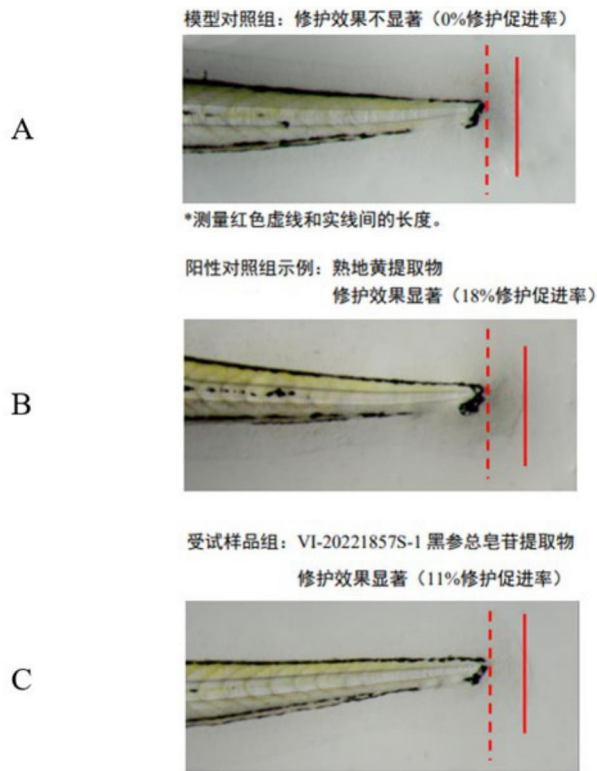 模型对照组：修护效果不显著（0%修护促进率）
A
*测量红色虚线和实线间的长度。
阳性对照组示例：熟地黄提取物
修护效果显著（18%修护促进率）
B
受试样品组：VI-20221857S-1 黑参总皂苷提取物
修护效果显著（11%修护促进率）
C